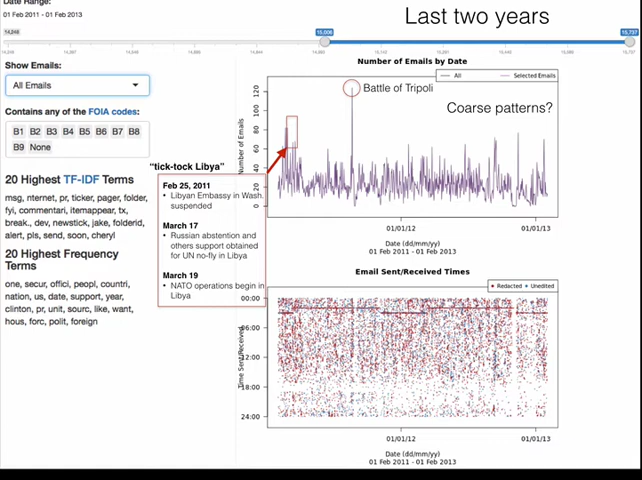 Date Range:
01 Feb 2011 - 01 Feb 2013
Last two years
14,248
15,006
15,737
Show Emails:
All Emails
Contains any of the FOIA codes:
B1 B2 B3 B4 B5 B6 B7 B8
B9 None
20 Highest TF-IDF Terms
msg, nternet, pr, ticker, pager, folder,
fyi, commentari, itemappear, tx,
break., dev, newstick, jake, folderid,
alert, pls, send, soon, cheryl
20 Highest Frequency
Terms
one, secur, offici, peopl, countri,
nation, us, date, support, year,
clinton, pr, unit, sourc, like, want,
hous, forc, polit, foreign
"tick-tock Libya"
Feb 25, 2011
• Libyan Embassy in Wash.
suspended
March 17
• Russian abstention and
others support obtained
for UN no-fly in Libya
March 19
• NATO operations begin in
Libya
Number of Emails by Date
All
Selected Emails
Battle of Tripoli
Coarse patterns?
Number of Emails
120
100
80
60
40
20
0
01/01/12
01/01/13
Date (dd/mm/yy)
01 Feb 2011 - 01 Feb 2013
Email Sent/Received Times
Redacted
Unedited
Time Sent/Received
00:00
06:00
12:00
18:00
24:00
01/01/12
01/01/13
Date (dd/mm/yy)
01 Feb 2011 - 01 Feb 2013